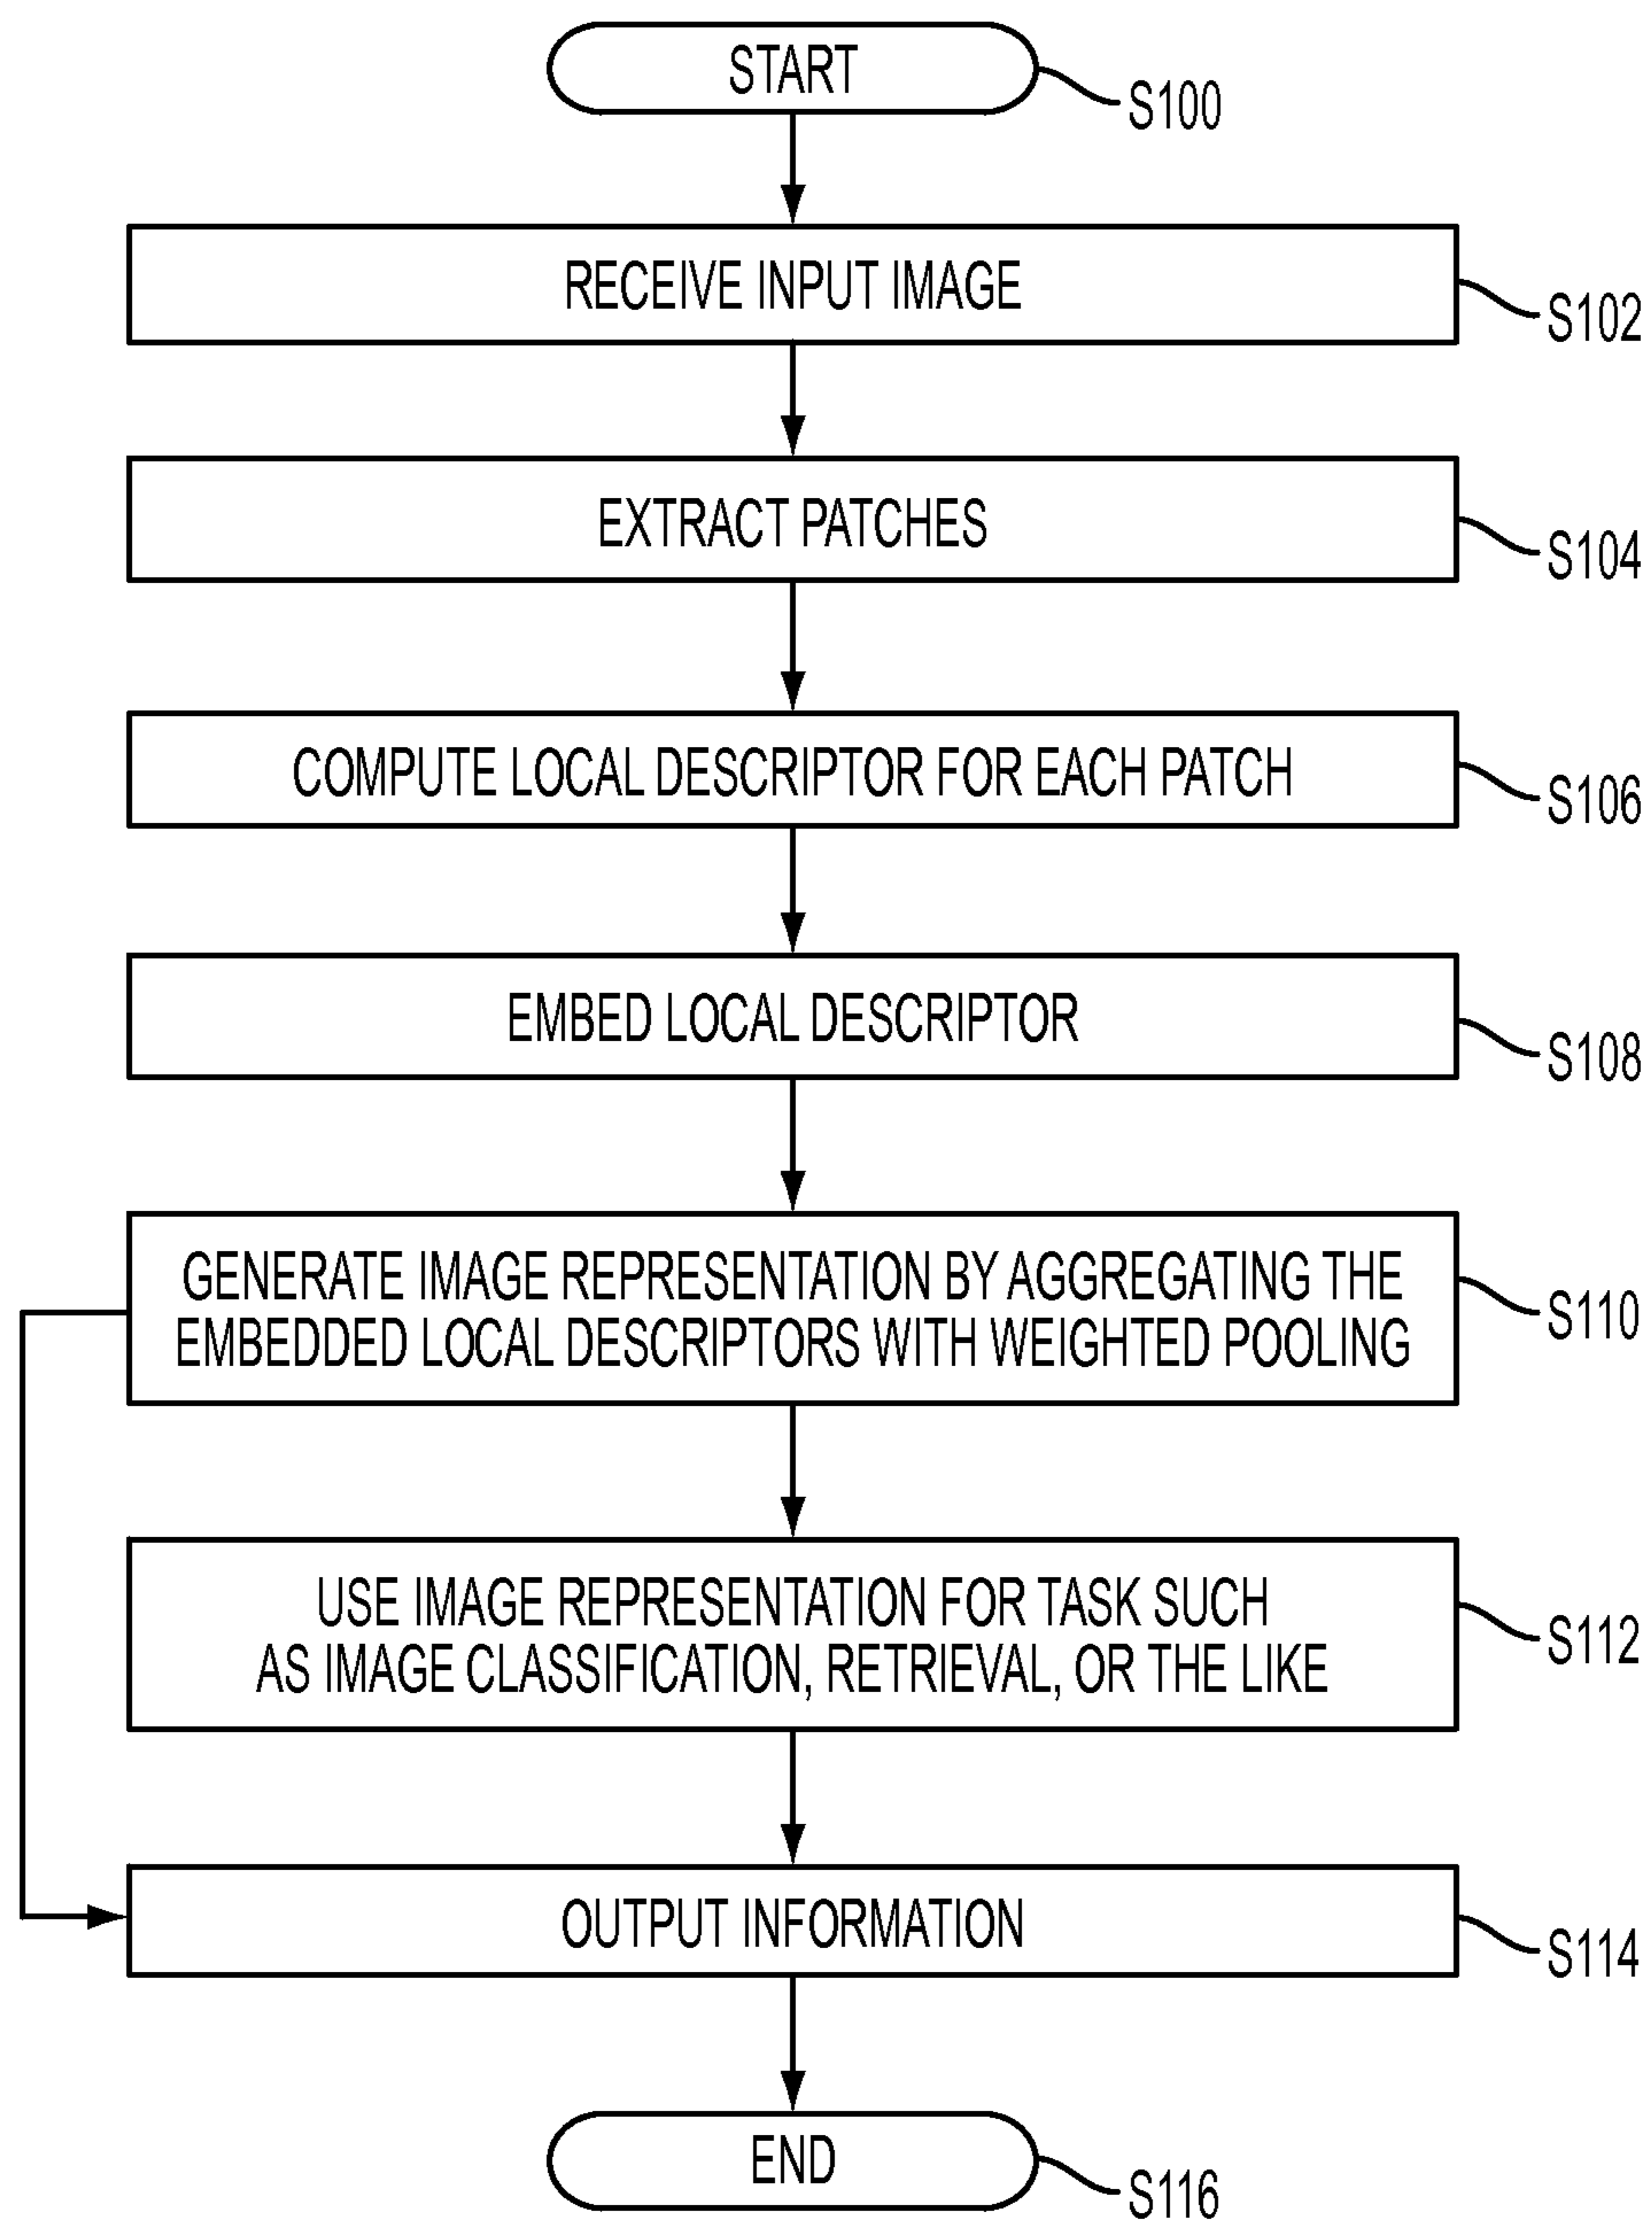 START
S100
RECEIVE INPUT IMAGE
S102
EXTRACT PATCHES
S104
COMPUTE LOCAL DESCRIPTOR FOR EACH PATCH
S106
EMBED LOCAL DESCRIPTOR
S108
GENERATE IMAGE REPRESENTATION BY AGGREGATING THE
EMBEDDED LOCAL DESCRIPTORS WITH WEIGHTED POOLING
S110
USE IMAGE REPRESENTATION FOR TASK SUCH
AS IMAGE CLASSIFICATION, RETRIEVAL, OR THE LIKE
S112
OUTPUT INFORMATION
S114
END
S116